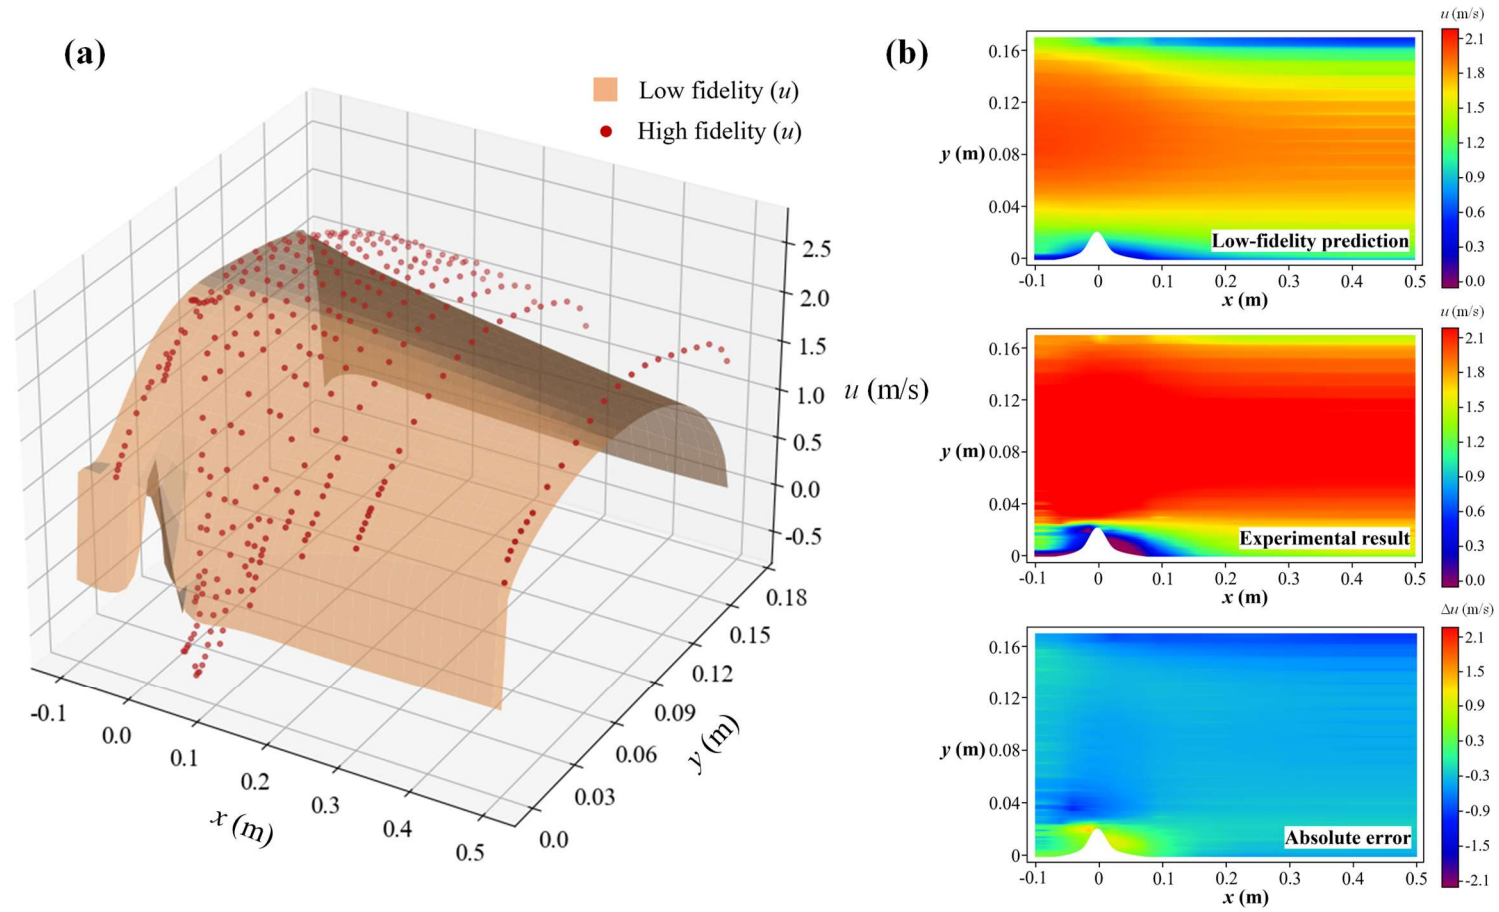 (a)
Low fidelity (u)
High fidelity (u)
2.5
2.0
1.5
1.0
0.5
0.0
-0.5
u (m/s)
0.18
0.15
0.12
0.09
0.06
0.03
0.0
y (m)
-0.1
0.0
0.1
0.2
0.3
0.4
0.5
x (m)
(b)
u (m/s)
0.16
0.12
y (m) 0.08
0.04
0
Low-fidelity prediction
-0.1 0 0.1 0.2 0.3 0.4 0.5
x (m)
2.1
1.8
1.5
1.2
0.9
0.6
0.3
0.0
u (m/s)
0.16
0.12
y (m) 0.08
0.04
0
Experimental result
-0.1 0 0.1 0.2 0.3 0.4 0.5
x (m)
2.1
1.8
1.5
1.2
0.9
0.6
0.3
0.0
Δu (m/s)
0.16
0.12
y (m) 0.08
0.04
0
Absolute error
-0.1 0 0.1 0.2 0.3 0.4 0.5
x (m)
2.1
1.5
0.9
0.3
-0.3
-0.9
-1.5
-2.1